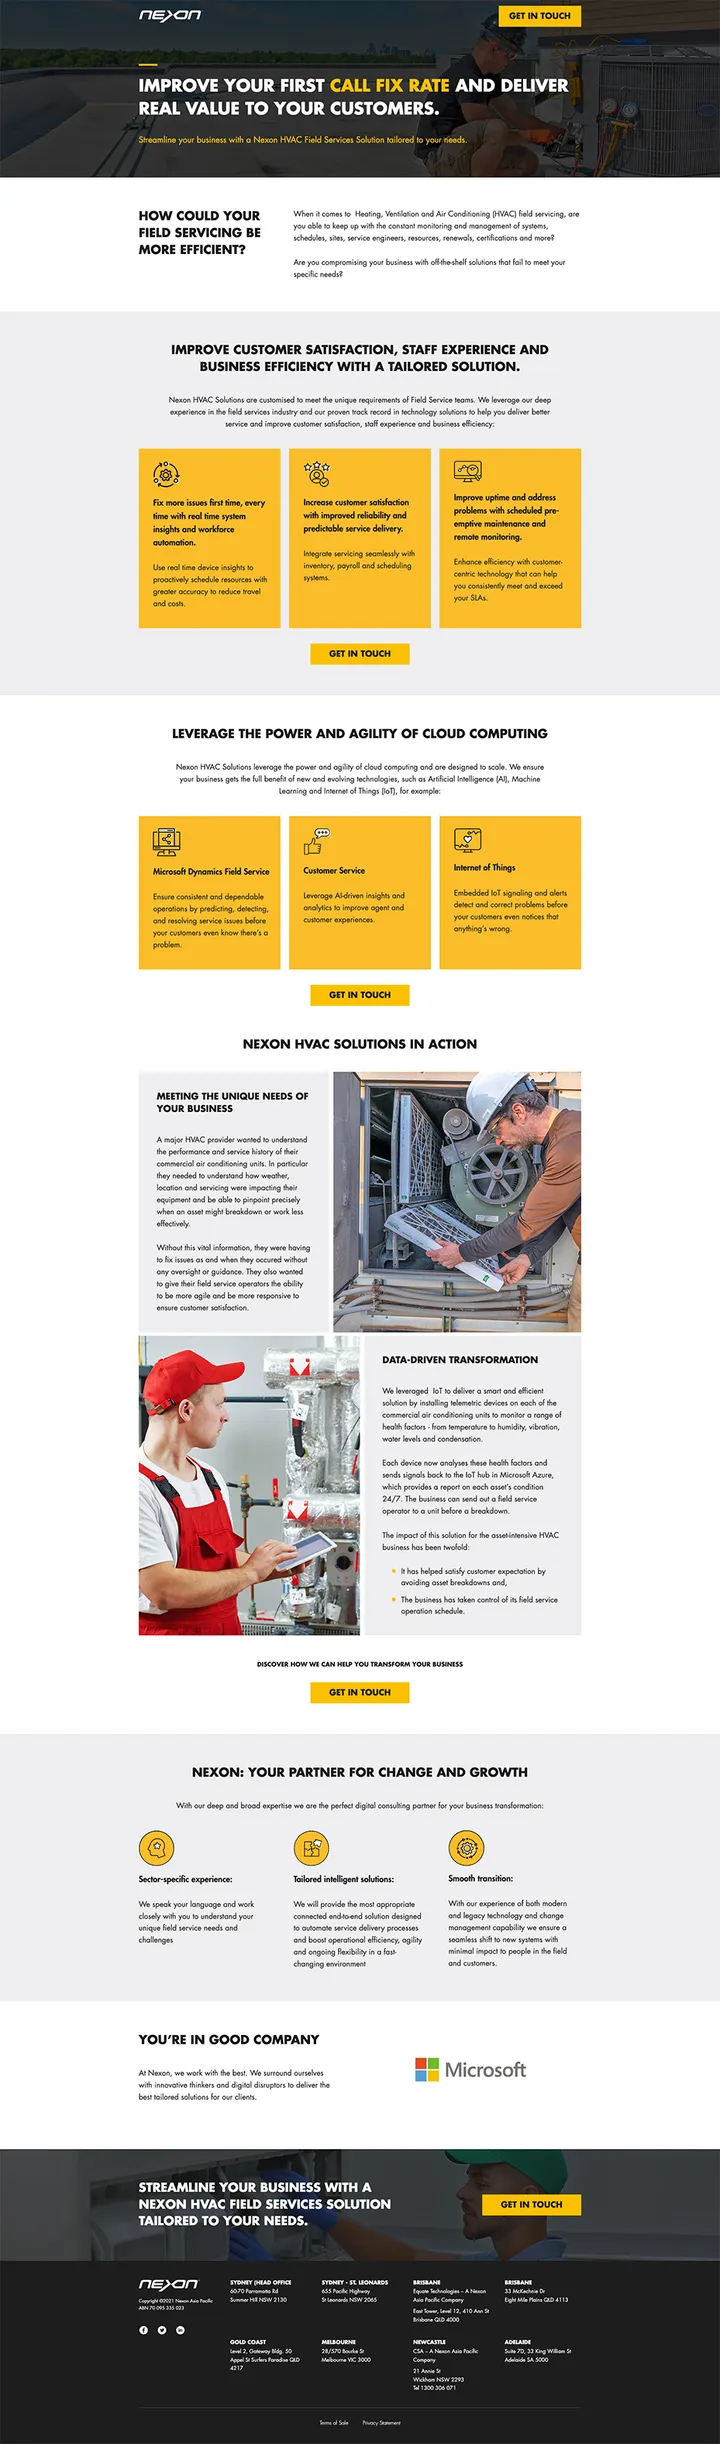 nexon
GET IN TOUCH
IMPROVE YOUR FIRST CALL FIX RATE AND DELIVER
REAL VALUE TO YOUR CUSTOMERS.
Streamline your business with a Nexon HVAC Field Services Solution tailored to your needs.
HOW COULD YOUR
FIELD SERVICING BE
MORE EFFICIENT?
When it comes to Heating, Ventilation and Air Conditioning (HVAC) field servicing, are
you able to keep up with the constant monitoring and management of systems,
schedules, sites, service engineers, resources, renewals, certifications and more?
Are you compromising your business with off-the-shelf solutions that fail to meet your
specific needs?
IMPROVE CUSTOMER SATISFACTION, STAFF EXPERIENCE AND
BUSINESS EFFICIENCY WITH A TAILORED SOLUTION.
Nexon HVAC Solutions are customised to meet the unique requirements of Field Service teams. We leverage our deep
experience in the field services industry and our proven track record in technology solutions to help you deliver better
service and improve customer satisfaction, staff experience and business efficiency:
Fix more issues first time, every
time with real time system
insights and workforce
automation.
Use real time device insights to
proactively schedule resources with
greater accuracy to reduce travel
and costs.
Increase customer satisfaction
with improved reliability and
predictable service delivery.
Integrate servicing seamlessly with
inventory, payroll and scheduling
systems.
Improve uptime and address
problems with scheduled pre-
emptive maintenance and
remote monitoring.
Enhance efficiency with customer-
centric technology that can help
you consistently meet and exceed
your SLAs.
GET IN TOUCH
LEVERAGE THE POWER AND AGILITY OF CLOUD COMPUTING
Nexon HVAC Solutions leverage the power and agility of cloud computing and are designed to scale. We ensure
your business gets the full benefit of new and evolving technologies, such as Artificial Intelligence (AI), Machine
Learning and Internet of Things (IoT), for example:
Microsoft Dynamics Field Service
Ensure consistent and dependable
operations by predicting, detecting,
and resolving service issues before
your customers even know there's a
problem.
Customer Service
Leverage AI-driven insights and
analytics to improve agent and
customer experiences.
Internet of Things
Embedded IoT signaling and alerts
detect and correct problems before
your customers even notices that
anything's wrong.
GET IN TOUCH
NEXON HVAC SOLUTIONS IN ACTION
MEETING THE UNIQUE NEEDS OF
YOUR BUSINESS
A major HVAC provider wanted to understand
the performance and service history of their
commercial air conditioning units. In particular
they needed to understand how weather,
location and servicing were impacting their
equipment and be able to pinpoint precisely
when an asset might breakdown or work less
effectively.
Without this vital information, they were having
to fix issues as and when they occured without
any oversight or guidance. They also wanted
to give their field service operators the ability
to be more agile and be more responsive to
ensure customer satisfaction.
DATA-DRIVEN TRANSFORMATION
We leveraged IoT to deliver a smart and efficient
solution by installing telemetric devices on each of the
commercial air conditioning units to monitor a range of
health factors - from temperature to humidity, vibration,
water levels and condensation.
Each device now analyses these health factors and
sends signals back to the IoT hub in Microsoft Azure,
which provides a report on each asset's condition
24/7. The business can send out a field service
operator to a unit before a breakdown.
The impact of this solution for the asset-intensive HVAC
business has been twofold:
It has helped satisfy customer expectation by
avoiding asset breakdowns and,
The business has taken control of its field service
operation schedule.
DISCOVER HOW WE CAN HELP YOU TRANSFORM YOUR BUSINESS
GET IN TOUCH
NEXON: YOUR PARTNER FOR CHANGE AND GROWTH
With our deep and broad expertise we are the perfect digital consulting partner for your business transformation:
Sector-specific experience:
We speak your language and work
closely with you to understand your
unique field service needs and
challenges
Tailored intelligent solutions:
We will provide the most appropriate
connected end-to-end solution designed
to automate service delivery processes
and boost operational efficiency, agility
and ongoing flexibility in a fast-
changing environment
Smooth transition:
With our experience of both modern
and legacy technology and change
management capability we ensure a
seamless shift to new systems with
minimal impact to people in the field
and customers.
YOU'RE IN GOOD COMPANY
At Nexon, we work with the best. We surround ourselves
with innovative thinkers and digital disruptors to deliver the
best tailored solutions for our clients.
Microsoft
STREAMLINE YOUR BUSINESS WITH A
NEXON HVAC FIELD SERVICES SOLUTION
TAILORED TO YOUR NEEDS.
GET IN TOUCH
nexon
Copyright ©2021 Nexon Asia Pacific
ABN 70 095 335 023
SYDNEY (HEAD OFFICE
60-70 Parramatta Rd
Summer Hill NSW 2130
SYDNEY - ST. LEONARDS
655 Pacific Highway
St Leonards NSW 2065
BRISBANE
Equate Technologies – A Nexon
Asia Pacific Company
East Tower, Level 12, 410 Ann St
Brisbane QLD 4000
BRISBANE
33 McKechnie Dr
Eight Mile Plains QLD 4113
GOLD COAST
Level 2, Gateway Bldg. 50
Appel St Surfers Paradise QLD
4217
MELBOURNE
28/570 Bourke St
Melbourne VIC 3000
NEWCASTLE
CSA – A Nexon Asia Pacific
Company
21 Annie St
Wickham NSW 2293
Tel 1300 306 071
ADELAIDE
Suite 70, 33 King William St
Adelaide SA 5000
Terms of Sale
Privacy Statement